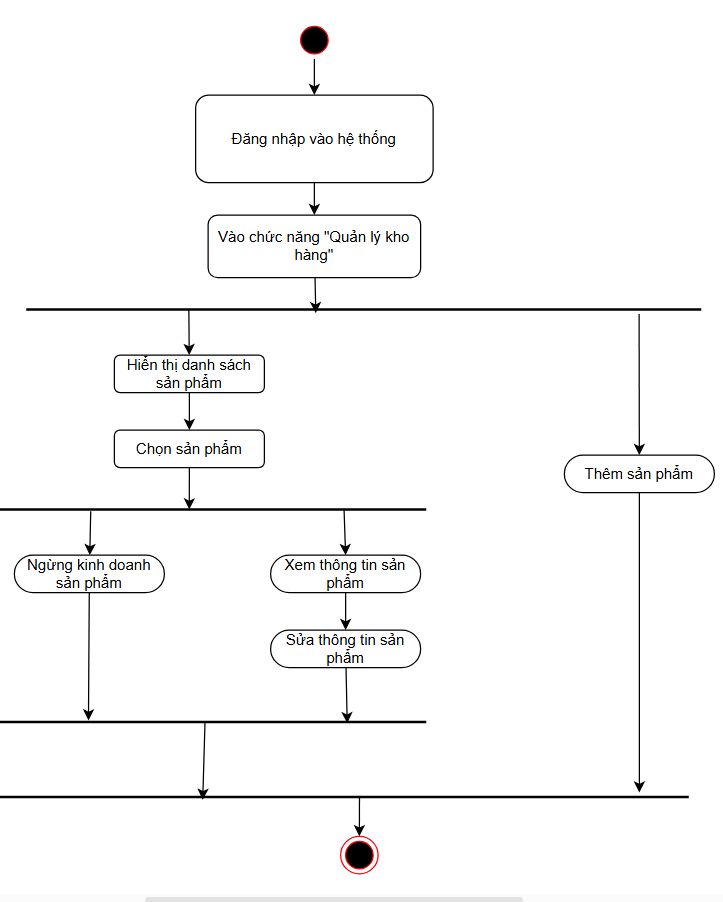 Đăng nhập vào hệ thống
Vào chức năng "Quản lý kho
hàng"
Hiển thị danh sách
sản phẩm
Chọn sản phẩm
Thêm sản phẩm
Ngừng kinh doanh
sản phẩm
Xem thông tin sản
phẩm
Sửa thông tin sản
phẩm